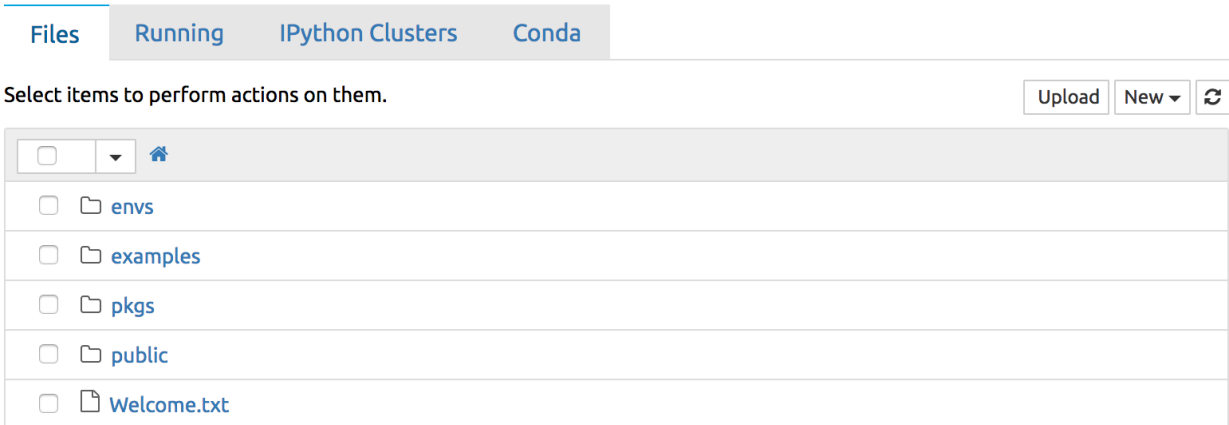 Files Running IPython Clusters Conda
Select items to perform actions on them. Upload New
envs
examples
pkgs
public
Welcome.txt